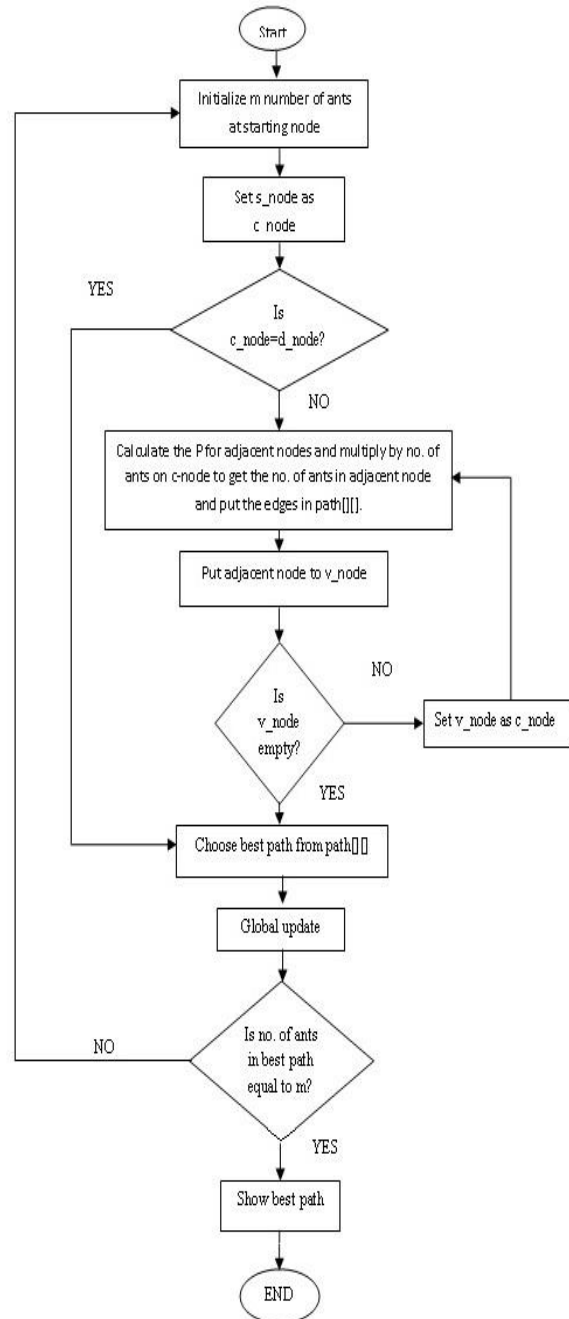 Start
Initialize m number of ants
at starting node
Set s_node as
c_node
YES
Is
c_node=d_node?
NO
Calculate the P for adjacent nodes and multiply by no. of
ants on c-node to get the no. of ants in adjacent node
and put the edges in path[][].
Put adjacent node to v_node
Is
v_node
empty?
NO
Set v_node as c_node
YES
Choose best path from path[][]
Global update
Is no. of ants
in best path
equal to m?
NO
YES
Show best path
END